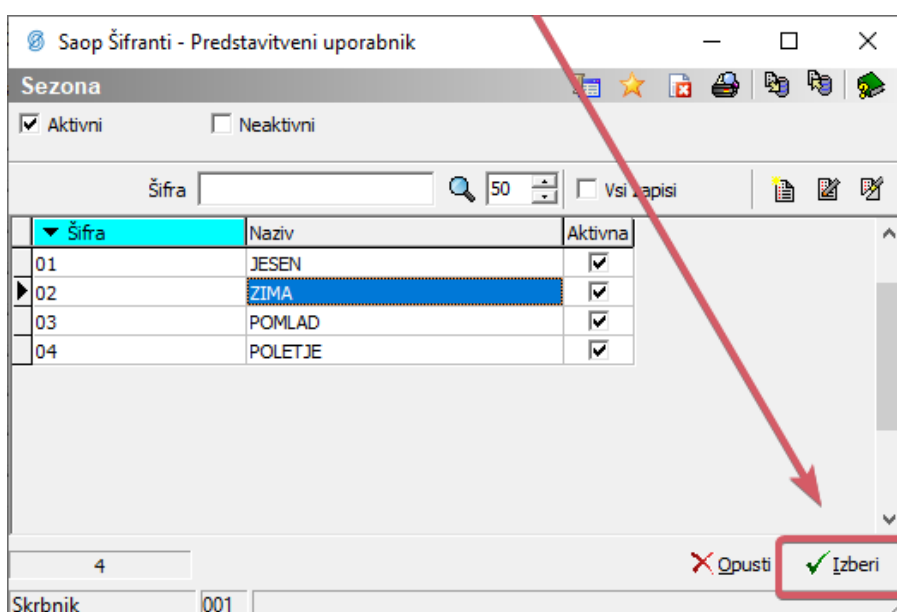 Saop Šifranti - Predstavitveni uporabnik
Sezona
Aktivni Neaktivni
Šifra 50 Vsi zapisi
Šifra Naziv Aktivna
01 JESEN
02 ZIMA
03 POMLAD
04 POLETJE
4 Opusti Izberi
Skrbnik 001